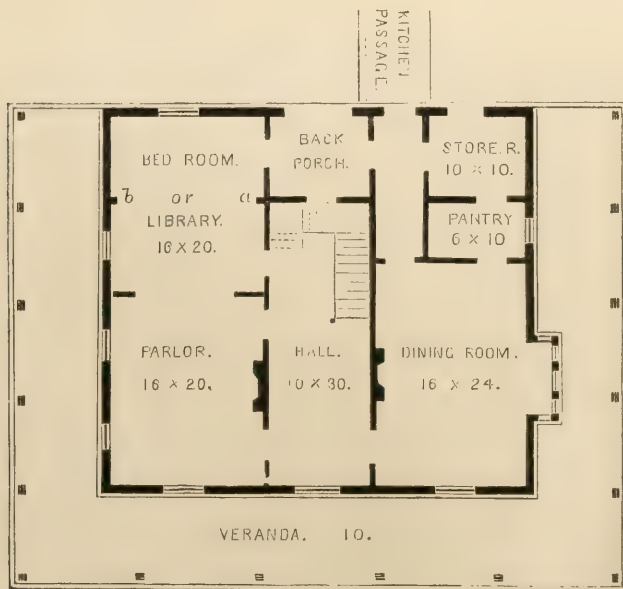 KITCHEN
PASSAGE.
BACK
PORCH.
BED ROOM.
b or a
LIBRARY.
16 X 20.
STORE. R.
10 X 10.
PANTRY
6 X 10
PARLOR.
16 X 20.
HALL.
10 X 30.
DINING ROOM.
16 X 24.
VERANDA. 10.